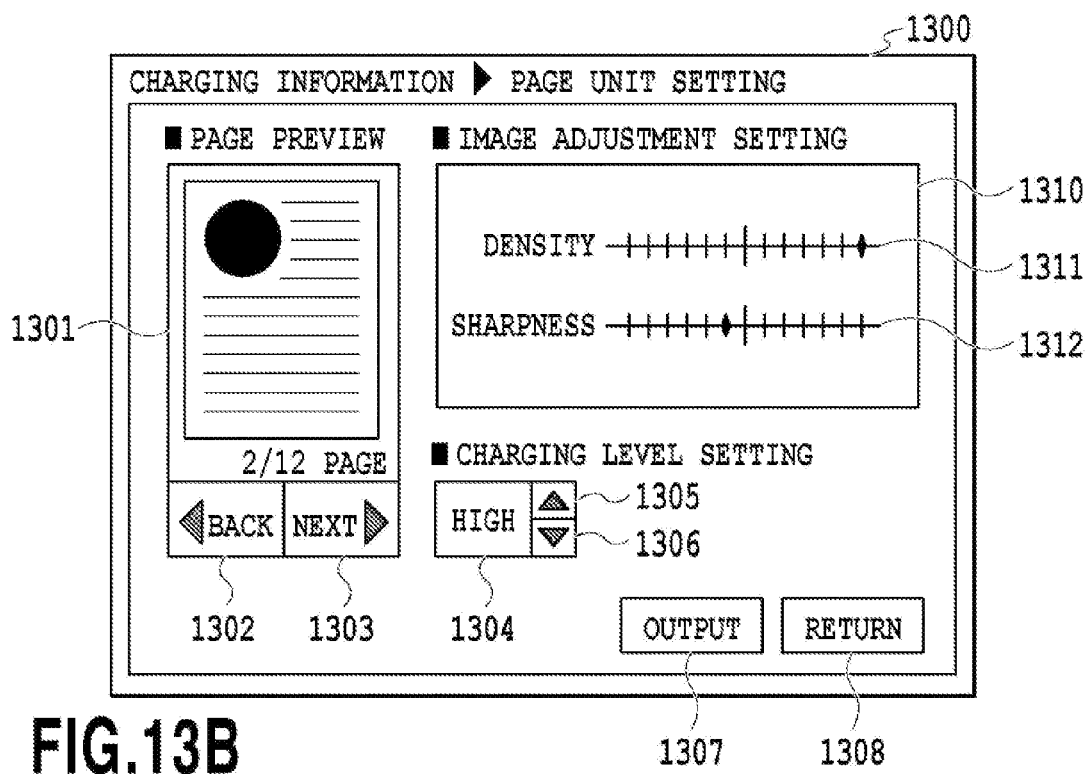 1300
CHARGING INFORMATION ▶ PAGE UNIT SETTING
■ PAGE PREVIEW
■ IMAGE ADJUSTMENT SETTING
1310
DENSITY
1311
1301
SHARPNESS
1312
2/12 PAGE
■ CHARGING LEVEL SETTING
BACK
NEXT
HIGH
1305
1306
1302
1303
1304
OUTPUT
RETURN
1307
1308
FIG.13B